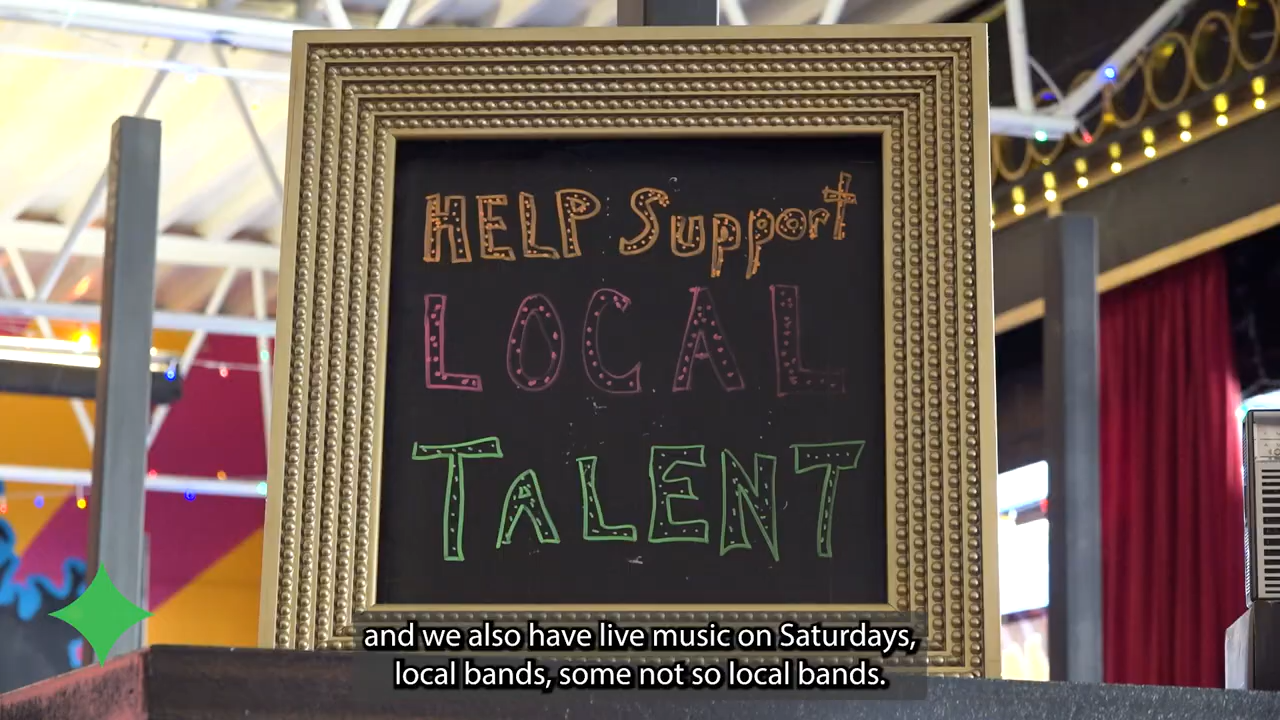 HELP Support
LOCAL
TALENT
and we also have live music on Saturdays,
local bands, some not so local bands.